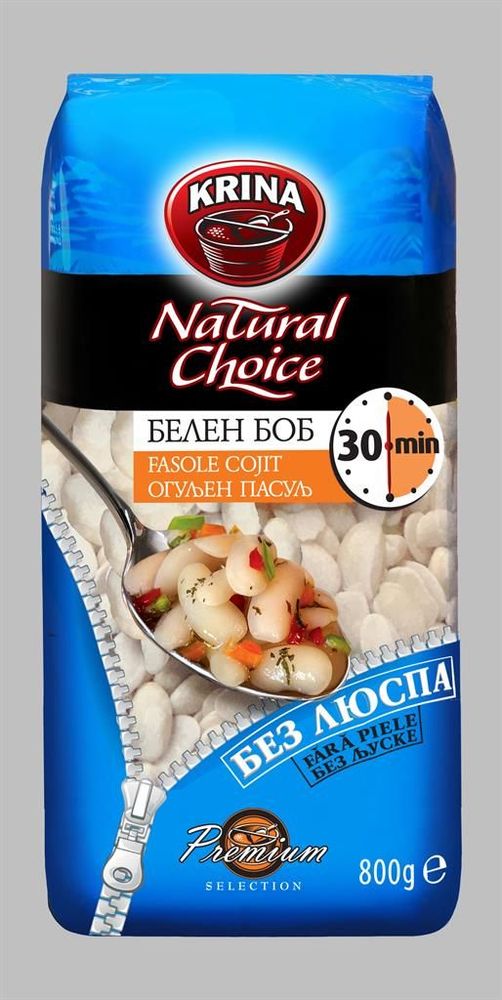 KRINA
Natural
Choice
БЕЛЕН БОБ
FASOLE COJIT
ОГУЉЕН ПАСУЉ
30 min
БЕЗ ЛЮСПА
FĂRĂ PIELE
БЕЗ ЉУСКЕ
Premium
SELECTION
800g ℮